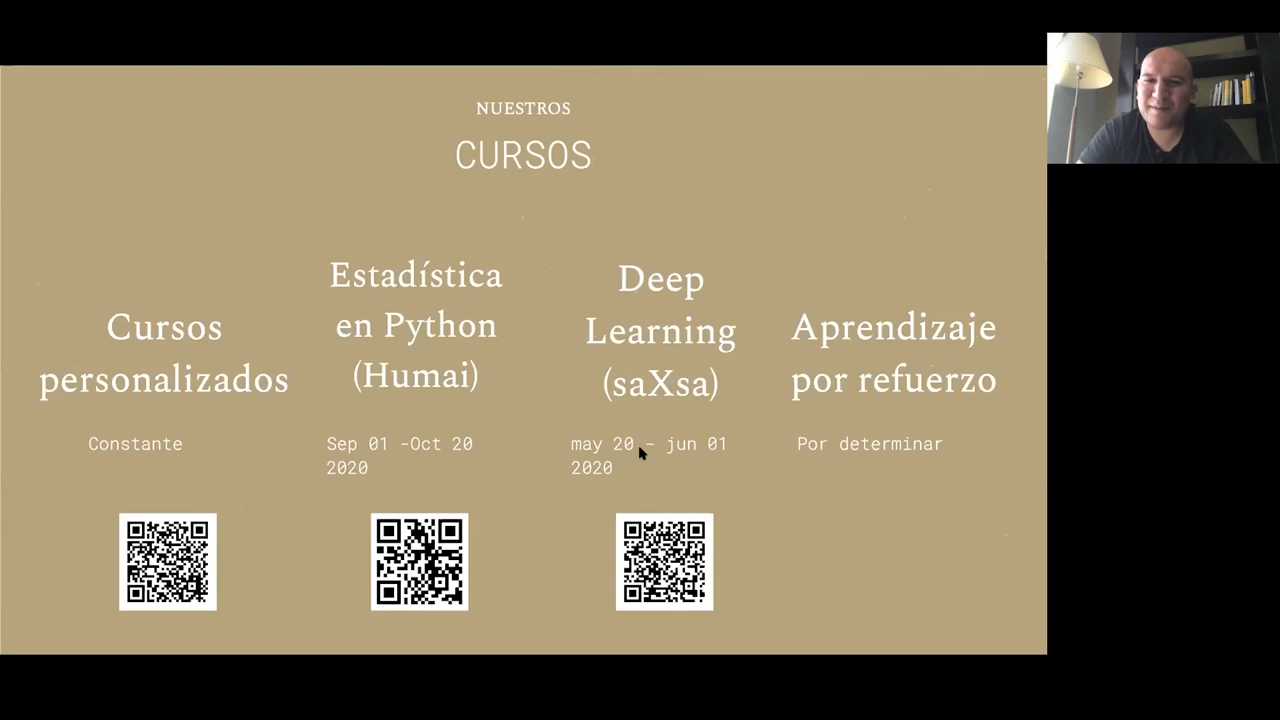 NUESTROS
CURSOS
Cursos
personalizados
Constante
Estadística
en Python
(Humai)
Sep 01 -Oct 20
2020
Deep
Learning
(saXsa)
may 20 - jun 01
2020
Aprendizaje
por refuerzo
Por determinar